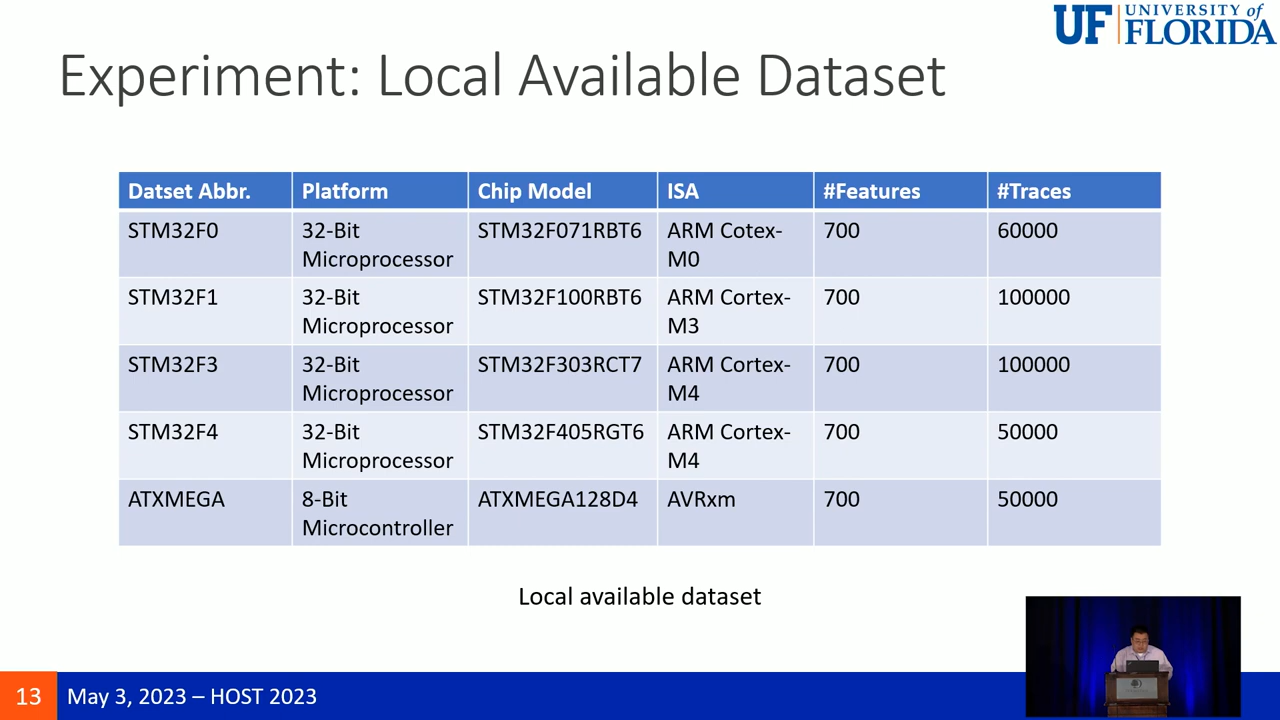 UF UNIVERSITY of FLORIDA
Experiment: Local Available Dataset
Datset Abbr. Platform Chip Model ISA #Features #Traces
STM32F0 32-Bit Microprocessor STM32F071RBT6 ARM Cotex-M0 700 60000
STM32F1 32-Bit Microprocessor STM32F100RBT6 ARM Cortex-M3 700 100000
STM32F3 32-Bit Microprocessor STM32F303RCT7 ARM Cortex-M4 700 100000
STM32F4 32-Bit Microprocessor STM32F405RGT6 ARM Cortex-M4 700 50000
ATXMEGA 8-Bit Microcontroller ATXMEGA128D4 AVRxm 700 50000
Local available dataset
13 May 3, 2023 – HOST 2023